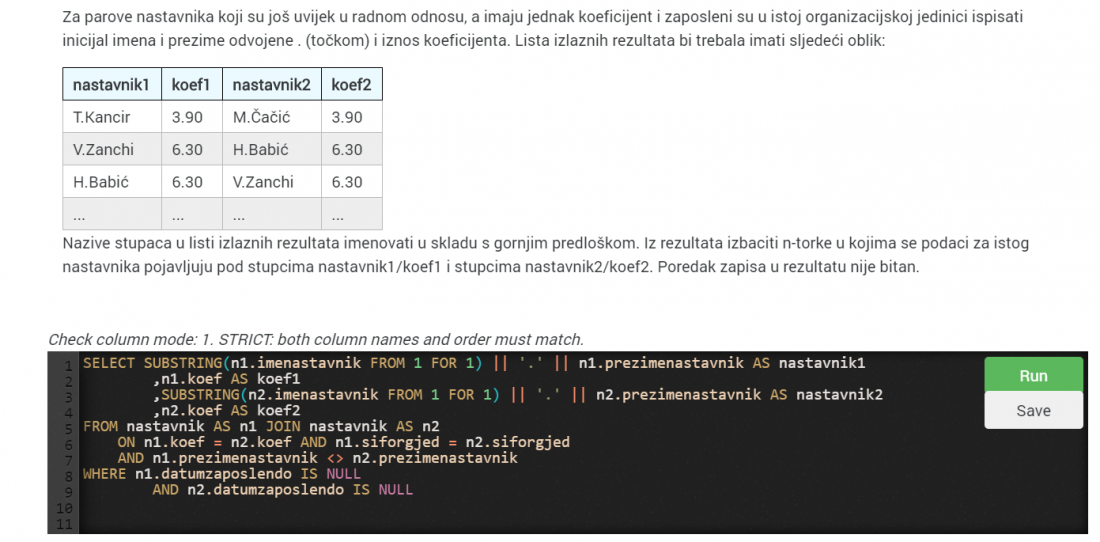 Za parove nastavnika koji su još uvijek u radnom odnosu, a imaju jednak koeficijent i zaposleni su u istoj organizacijskoj jedinici ispisati
inicijal imena i prezime odvojene . (točkom) i iznos koeficijenta. Lista izlaznih rezultata bi trebala imati sljedeći oblik:
nastavnik1 koef1 nastavnik2 koef2
T.Kancir 3.90 M.Čačić 3.90
V.Zanchi 6.30 H.Babić 6.30
H.Babić 6.30 V.Zanchi 6.30
... ... ... ...
Nazive stupaca u listi izlaznih rezultata imenovati u skladu s gornjim predloškom. Iz rezultata izbaciti n-torke u kojima se podaci za istog
nastavnika pojavljuju pod stupcima nastavnik1/koef1 i stupcima nastavnik2/koef2. Poredak zapisa u rezultatu nije bitan.
Check column mode: 1. STRICT: both column names and order must match.
1 SELECT SUBSTRING(n1.imenastavnik FROM 1 FOR 1) || '.' || n1.prezimenastavnik AS nastavnik1
2 ,n1.koef AS koef1
3 ,SUBSTRING(n2.imenastavnik FROM 1 FOR 1) || '.' || n2.prezimenastavnik AS nastavnik2
4 ,n2.koef AS koef2
5 FROM nastavnik AS n1 JOIN nastavnik AS n2
6 ON n1.koef = n2.koef AND n1.siforgjed = n2.siforgjed
7 AND n1.prezimenastavnik <> n2.prezimenastavnik
8 WHERE n1.datumzaposlendo IS NULL
9 AND n2.datumzaposlendo IS NULL
10
11
Run
Save